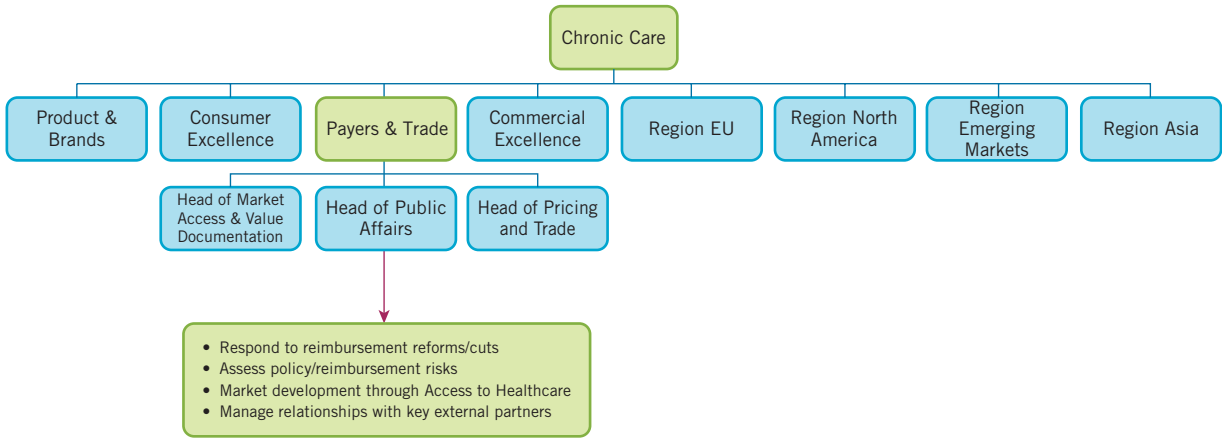 Chronic Care
Product &
Brands
Consumer
Excellence
Payers & Trade
Commercial
Excellence
Region EU
Region North
America
Region
Emerging
Markets
Region Asia
Head of Market
Access & Value
Documentation
Head of Public
Affairs
Head of Pricing
and Trade
• Respond to reimbursement reforms/cuts
• Assess policy/reimbursement risks
• Market development through Access to Healthcare
• Manage relationships with key external partners